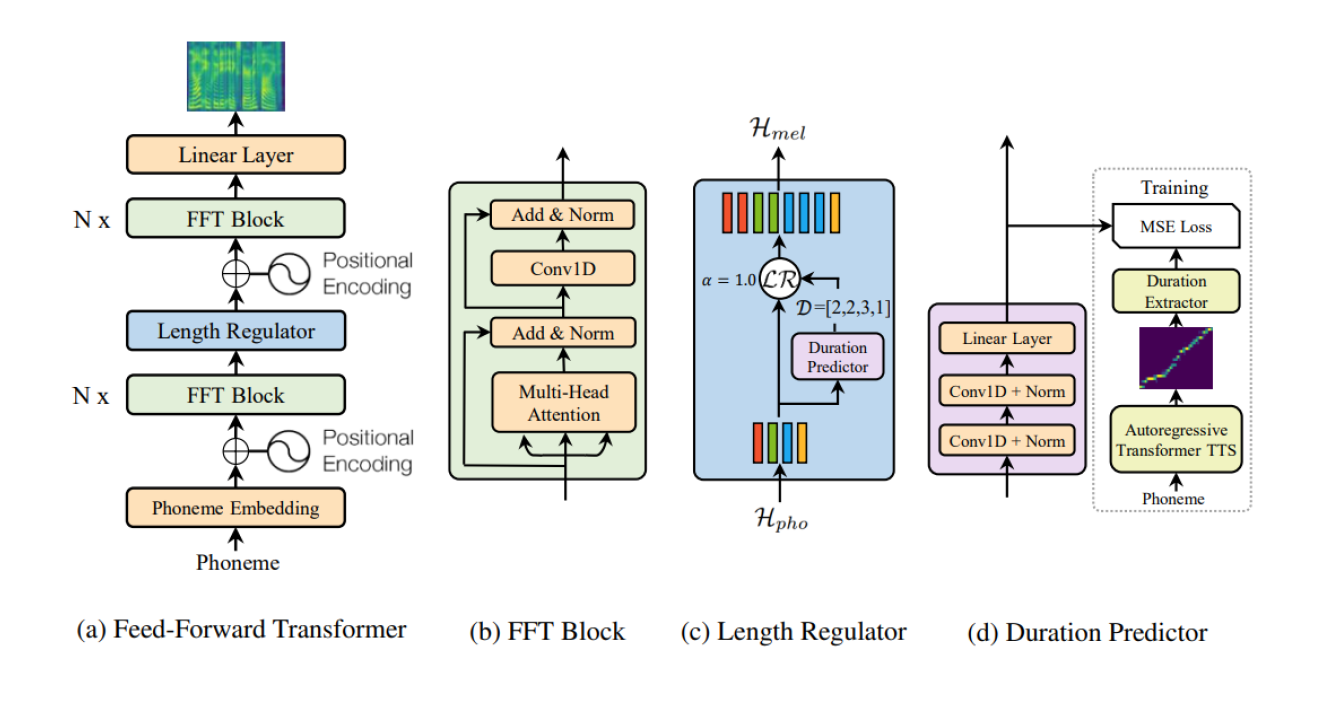 Linear Layer
N x
FFT Block
Positional
Encoding
Length Regulator
N x
FFT Block
Positional
Encoding
Phoneme Embedding
Phoneme
(a) Feed-Forward Transformer
Add & Norm
Conv1D
Add & Norm
Multi-Head
Attention
(b) FFT Block
ℋmel
α = 1.0
ℒℛ
𝒟=[2,2,3,1]
Duration
Predictor
ℋpho
(c) Length Regulator
Linear Layer
Conv1D + Norm
Conv1D + Norm
Training
MSE Loss
Duration
Extractor
Autoregressive
Transformer TTS
Phoneme
(d) Duration Predictor